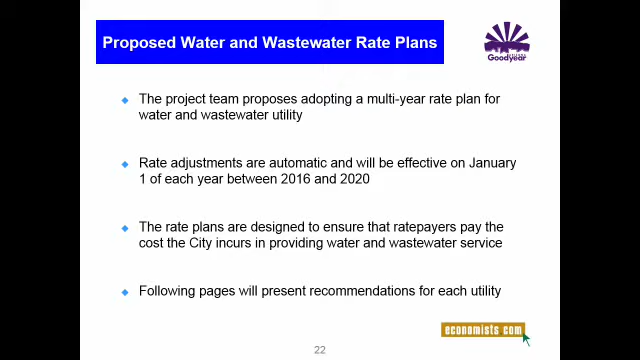 Proposed Water and Wastewater Rate Plans
Goodyear
The project team proposes adopting a multi-year rate plan for
water and wastewater utility
Rate adjustments are automatic and will be effective on January
1 of each year between 2016 and 2020
The rate plans are designed to ensure that ratepayers pay the
cost the City incurs in providing water and wastewater service
Following pages will present recommendations for each utility
economists.com
22